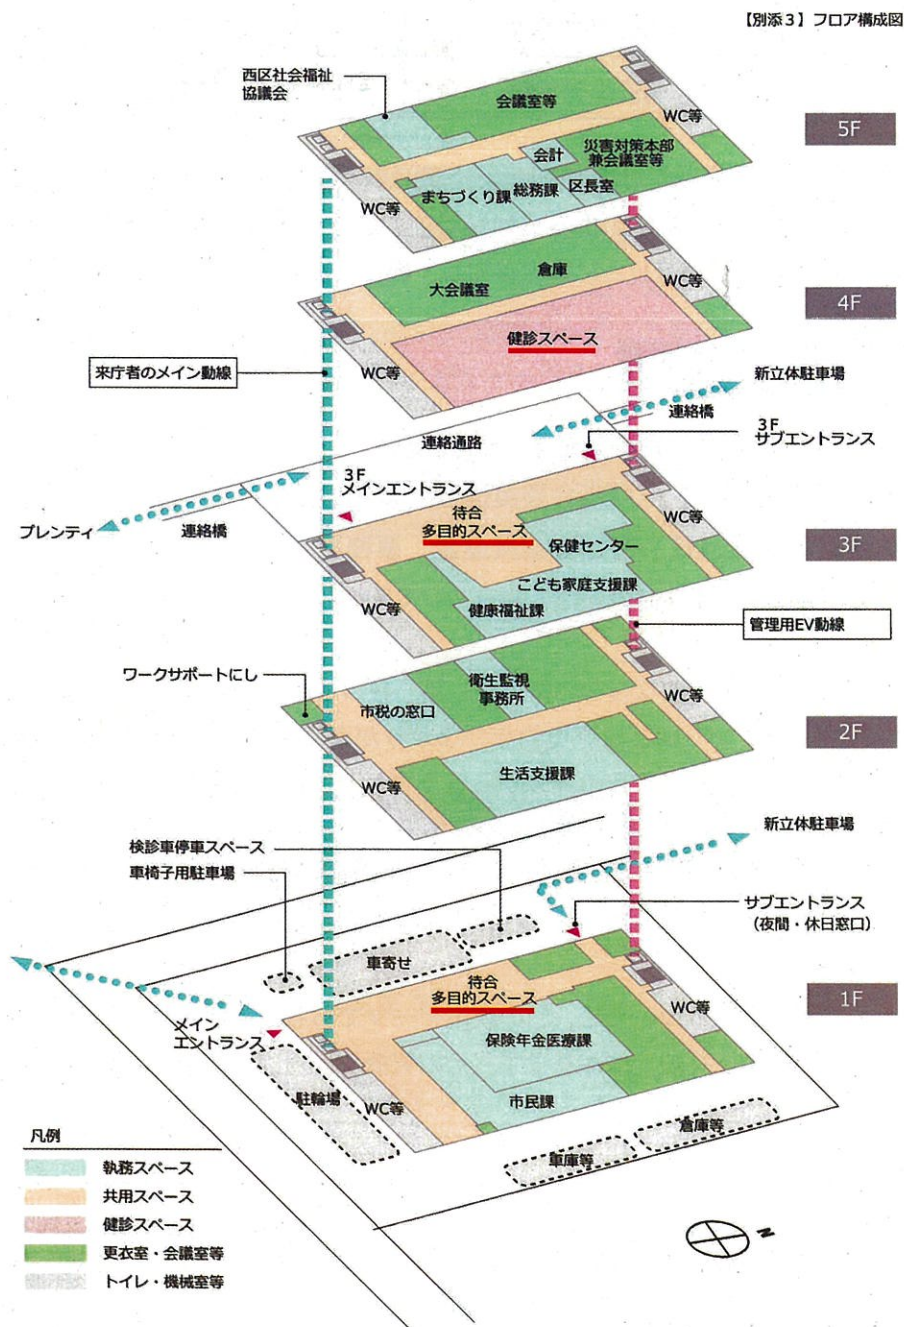 【別添３】フロア構成図
西区社会福祉
協議会
会議室等
WC等
5F
会計
災害対策本部
兼会議室等
まちづくり課
総務課
区長室
WC等
大会議室
倉庫
WC等
4F
健診スペース
来庁者のメイン動線
WC等
新立体駐車場
連絡橋
連絡通路
３F
サブエントランス
３F
メインエントランス
プレンティ
連絡橋
待合
多目的スペース
WC等
保健センター
3F
こども家庭支援課
健康福祉課
WC等
管理用EV動線
ワークサポートにし
衛生監視
事務所
WC等
市税の窓口
2F
生活支援課
WC等
新立体駐車場
検診車停車スペース
車椅子用駐車場
サブエントランス
（夜間・休日窓口）
車寄せ
待合
多目的スペース
1F
WC等
メイン
エントランス
保険年金医療課
駐輪場
WC等
市民課
倉庫等
車庫等
凡例
執務スペース
共用スペース
健診スペース
更衣室・会議室等
トイレ・機械室等
N